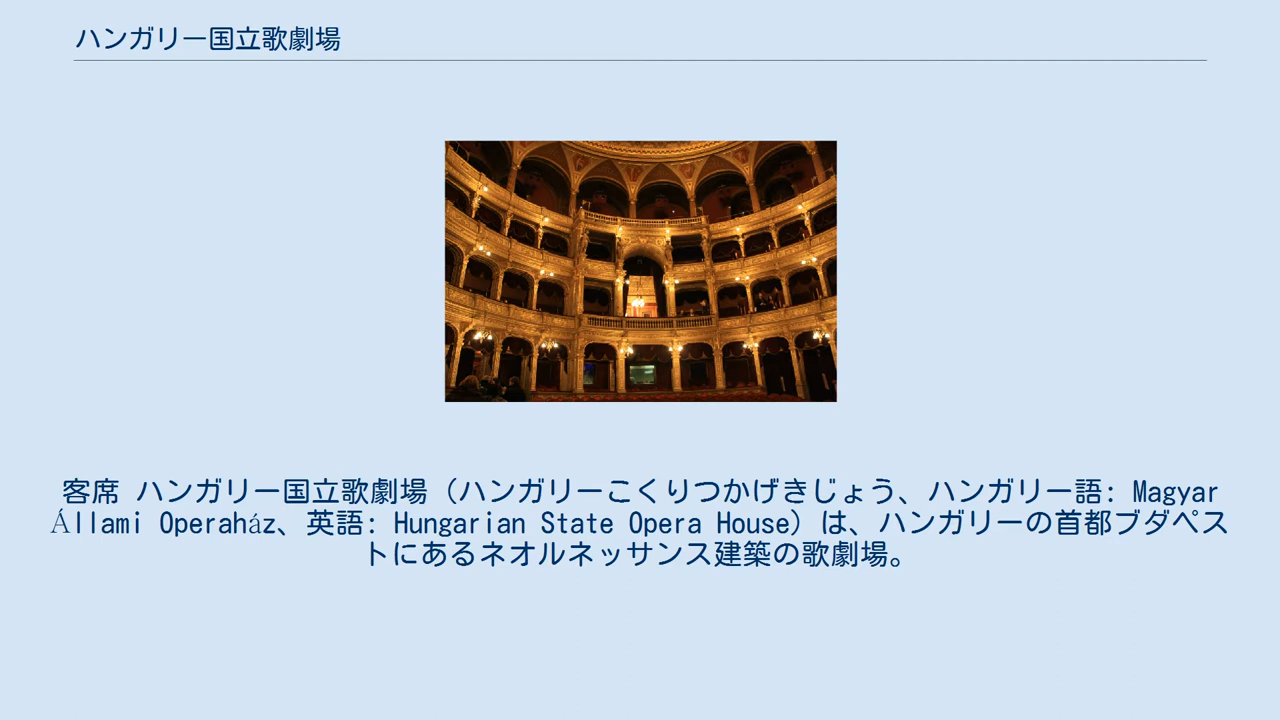 ハンガリー国立歌劇場
客席 ハンガリー国立歌劇場（ハンガリーこくりつかげきじょう、ハンガリー語: Magyar
Állami Operaház、英語: Hungarian State Opera House）は、ハンガリーの首都ブダペス
トにあるネオルネッサンス建築の歌劇場。